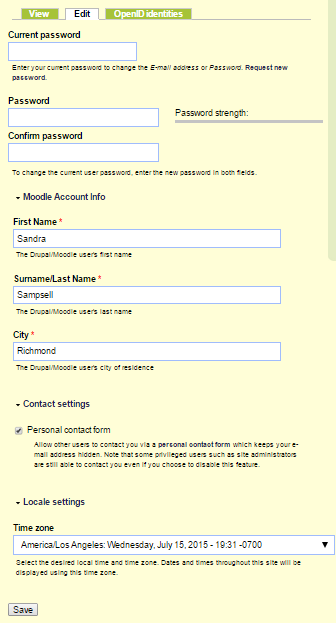 View Edit OpenID identities
Current password
Enter your current password to change the E-mail address or Password. Request new
password.
Password
Password strength:
Confirm password
To change the current user password, enter the new password in both fields.
Moodle Account Info
First Name *
Sandra
The Drupal/Moodle user's first name
Surname/Last Name *
Sampsell
The Drupal/Moodle user's last name
City *
Richmond
The Drupal/Moodle user's city of residence
Contact settings
Personal contact form
Allow other users to contact you via a personal contact form which keeps your e-
mail address hidden. Note that some privileged users such as site administrators
are still able to contact you even if you choose to disable this feature.
Locale settings
Time zone
America/Los Angeles: Wednesday, July 15, 2015 - 19:31 -0700
Select the desired local time and time zone. Dates and times throughout this site will be
displayed using this time zone.
Save